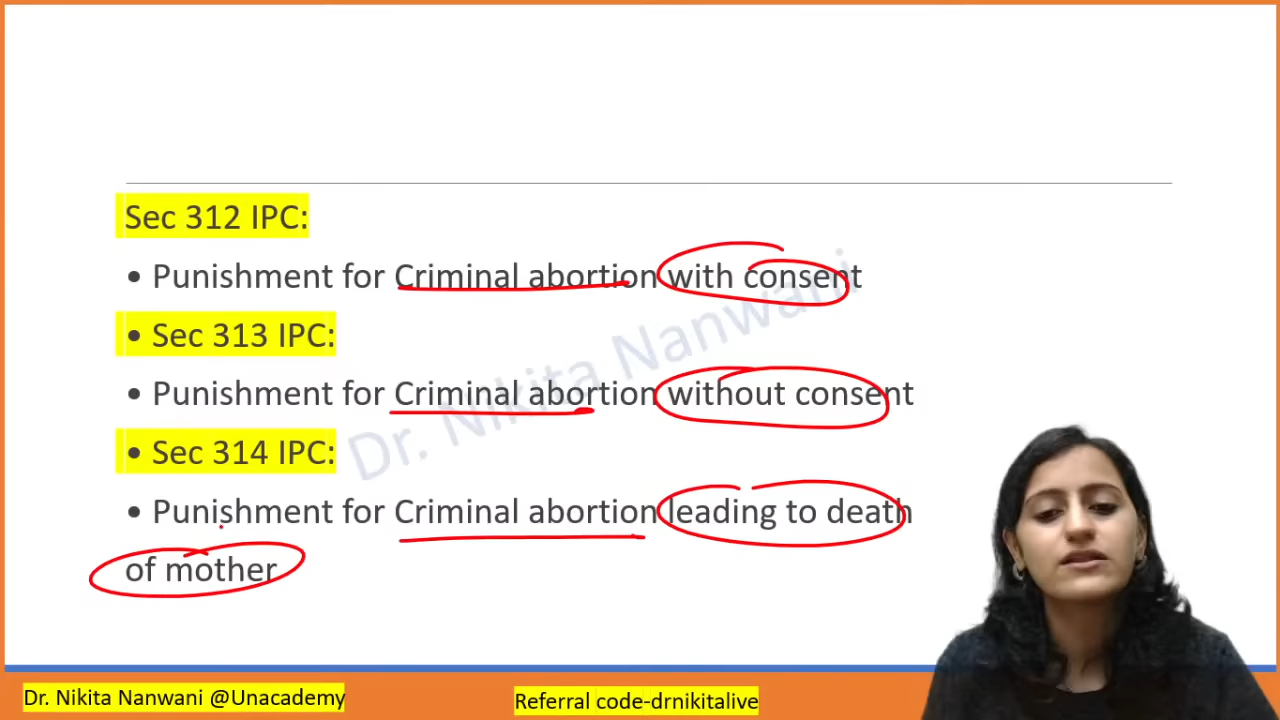 Sec 312 IPC:
• Punishment for Criminal abortion with consent
• Sec 313 IPC:
• Punishment for Criminal abortion without consent
• Sec 314 IPC:
• Punishment for Criminal abortion leading to death
of mother
Dr. Nikita Nanwani
Dr. Nikita Nanwani @Unacademy
Referral code-drnikitalive